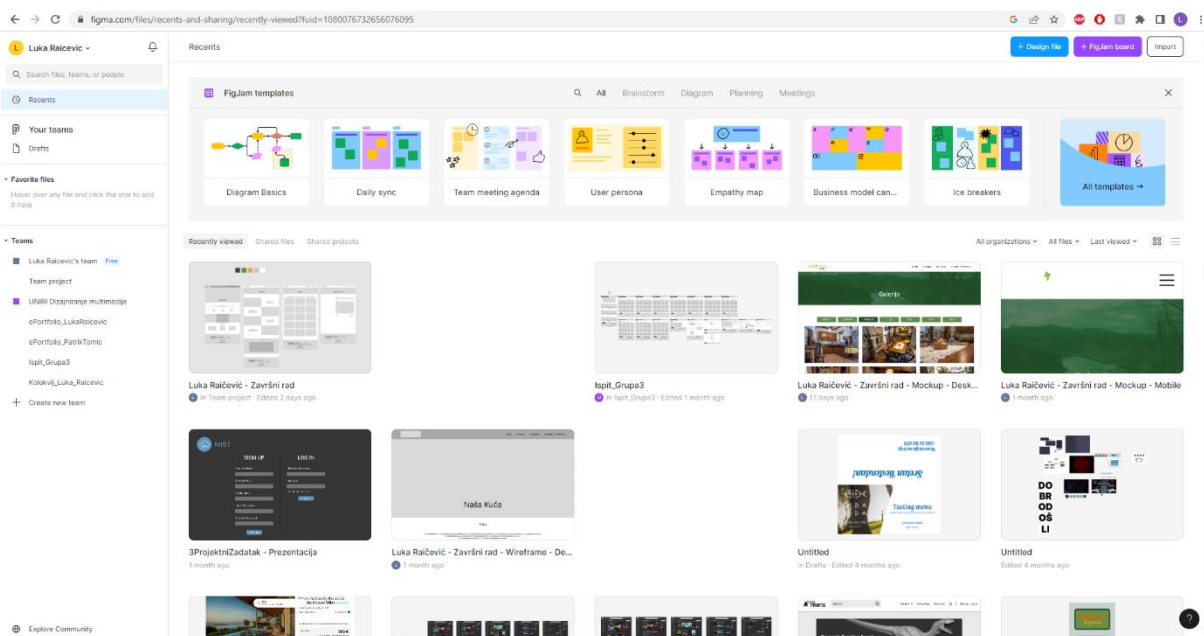 figma.com/files/recents-and-sharing/recently-viewed?fuid=1080076732656076095
L Luka Raicevic
Search files, teams, or people
Recents
Your teams
Drafts
Favorite files
Hover over any file and click the star to add
it here
Teams
Luka Raicevic's team Free
Team project
UNIRI Dizajniranje multimedije
ePortfolio_LukaRaicevic
ePortfolio_PatrikTomic
Ispit_Grupa3
Kolokvij_Luka_Raicevic
+ Create new team
Explore Community
Recents
+ Design file + FigJam board Import
FigJam templates All Brainstorm Diagram Planning Meetings
Diagram Basics Daily sync Team meeting agenda User persona Empathy map Business model can... Ice breakers All templates →
Recently viewed Shared files Shared projects All organizations All files Last viewed
Galerija
Luka Raičević - Završni rad
In Team project · Edited 2 days ago
Ispit_Grupa3
In Ispit_Grupa3 · Edited 1 month ago
Luka Raičević - Završni rad - Mockup - Desk...
17 days ago
Luka Raičević - Završni rad - Mockup - Mobile
1 month ago
MIST
SIGN UP LOG IN
Naša Kuća
Sretan Rođendan!
Tasting menu
DO
BR
OD
OŠ
LI
3ProjektniZadatak - Prezentacija
1 month ago
Luka Raičević - Završni rad - Wireframe - De...
1 month ago
Untitled
In Drafts · Edited 4 months ago
Untitled
Edited 4 months ago